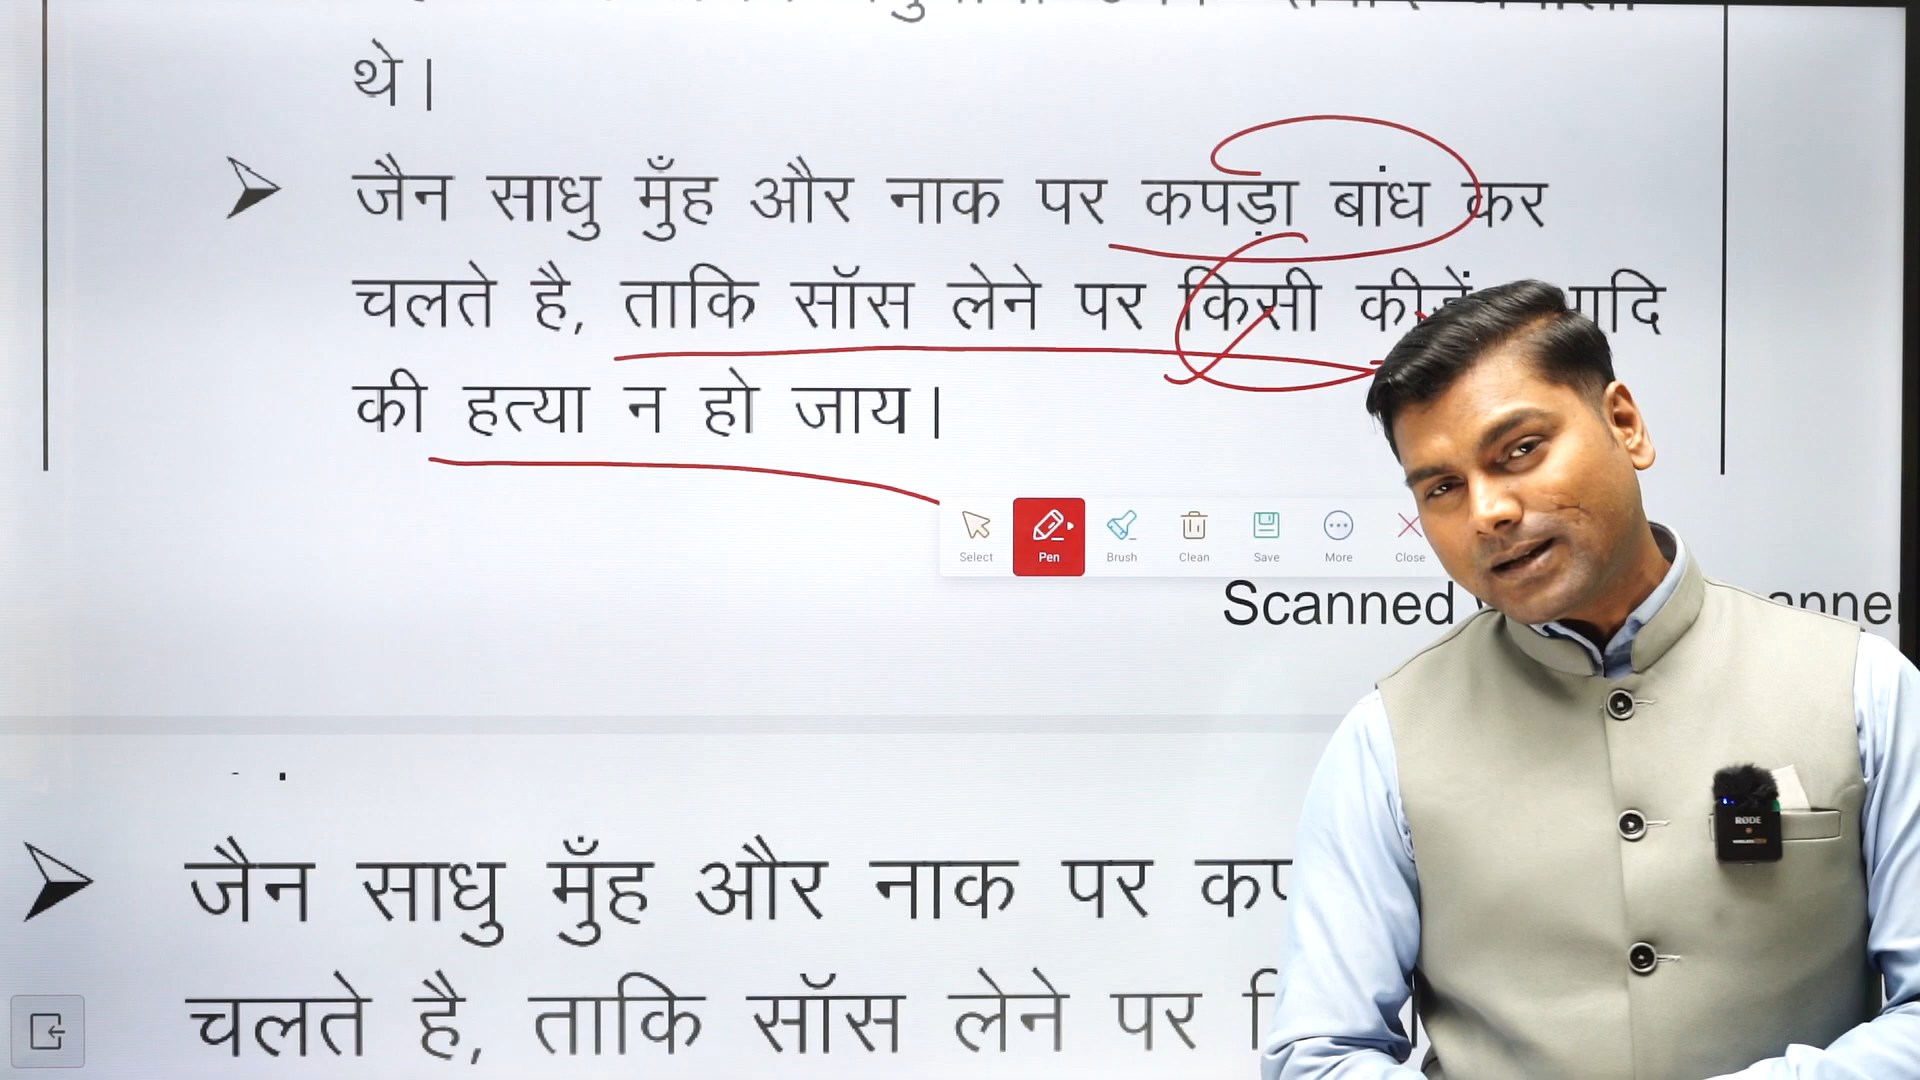 थे।
जैन साधु मुँह और नाक पर कपड़ा बांध कर
चलते है, ताकि सॉस लेने पर किसी
की हत्या न हो जाय।
Select Pen Brush Clean Save More Close
Scanned
RØDE
जैन साधु मुँह और नाक पर
चलते है, ताकि सॉस लेने पर